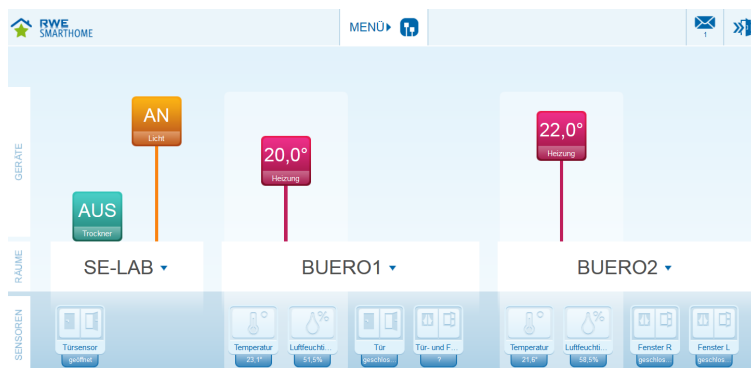 RWE
SMARTHOME
MENÜ
1
GERÄTE
AN
Licht
AUS
Trockner
20,0°
Heizung
22,0°
Heizung
RÄUME
SE-LAB
BUERO1
BUERO2
SENSOREN
Türsensor
geöffnet
°
Temperatur
23,1°
%
Luftfeuchti...
51,5%
Tür
geschlos...
Tür- und F...
?
°
Temperatur
21,6°
%
Luftfeuchti...
58,5%
Fenster R
geschlos...
Fenster L
geschlos...